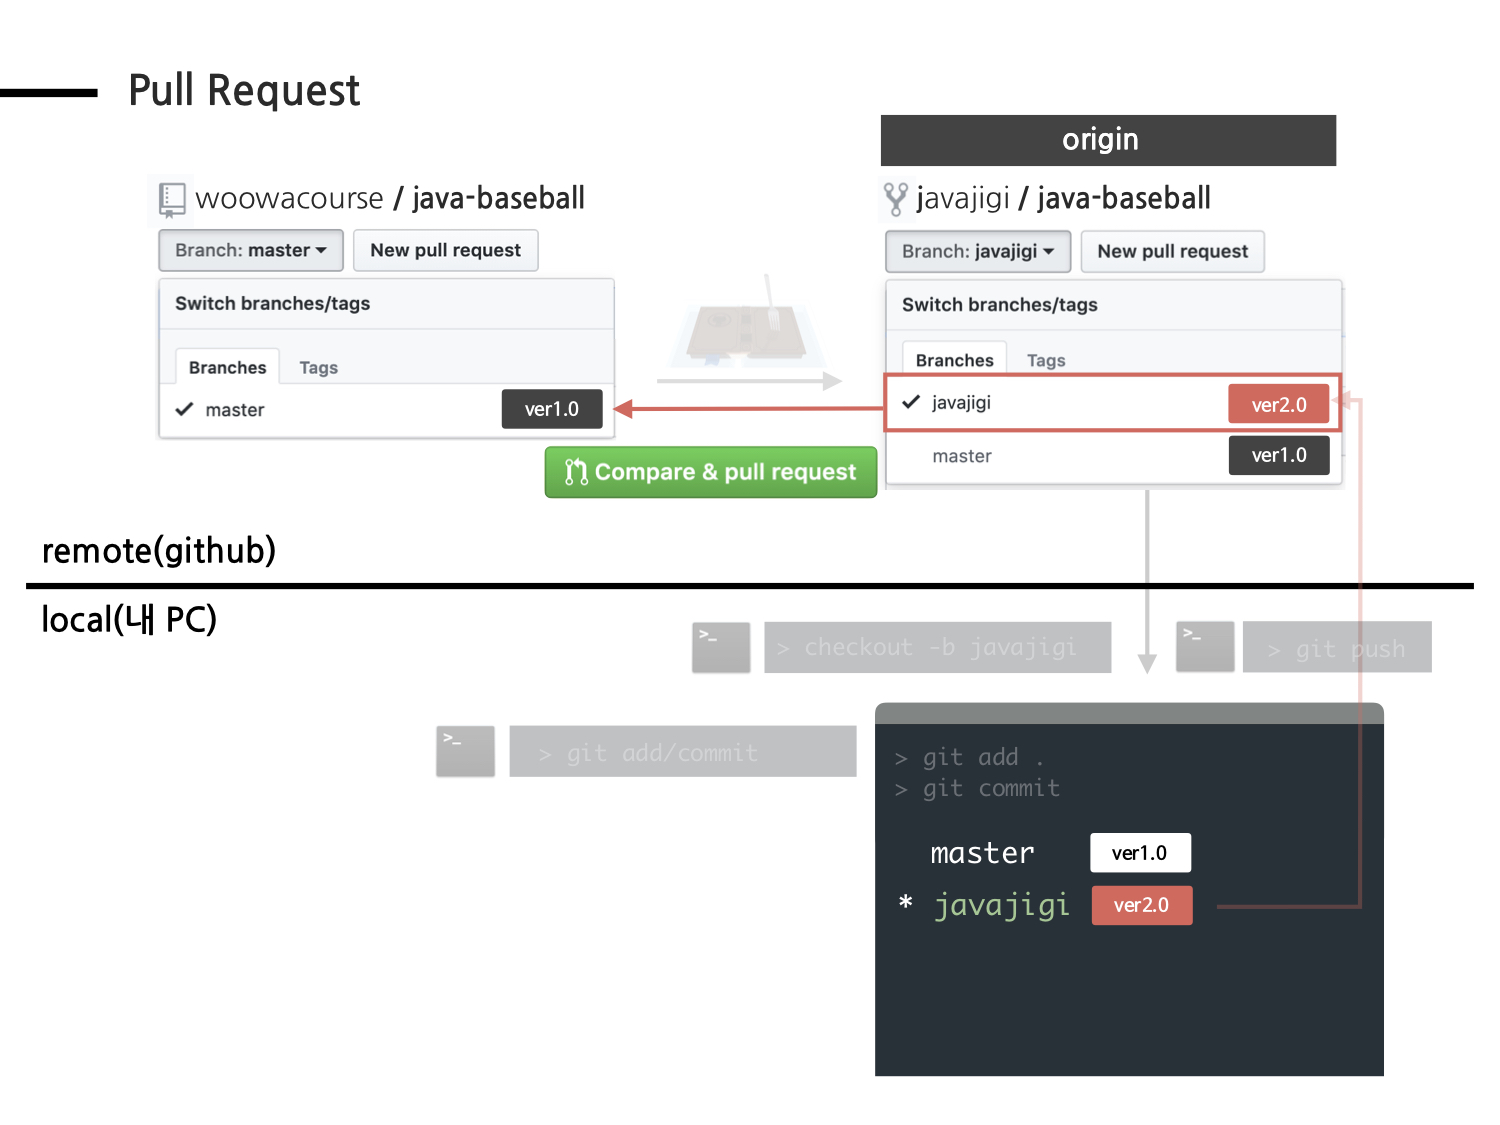 Pull Request
origin
woowacourse / java-baseball
Branch: master
New pull request
Switch branches/tags
Branches
Tags
master
ver1.0
javajigi / java-baseball
Branch: javajigi
New pull request
Switch branches/tags
Branches
Tags
javajigi
ver2.0
master
ver1.0
Compare & pull request
remote(github)
local(내 PC)
>_
> checkout -b javajigi
>_
> git push
>_
> git add/commit
> git add .
> git commit
master
ver1.0
* javajigi
ver2.0